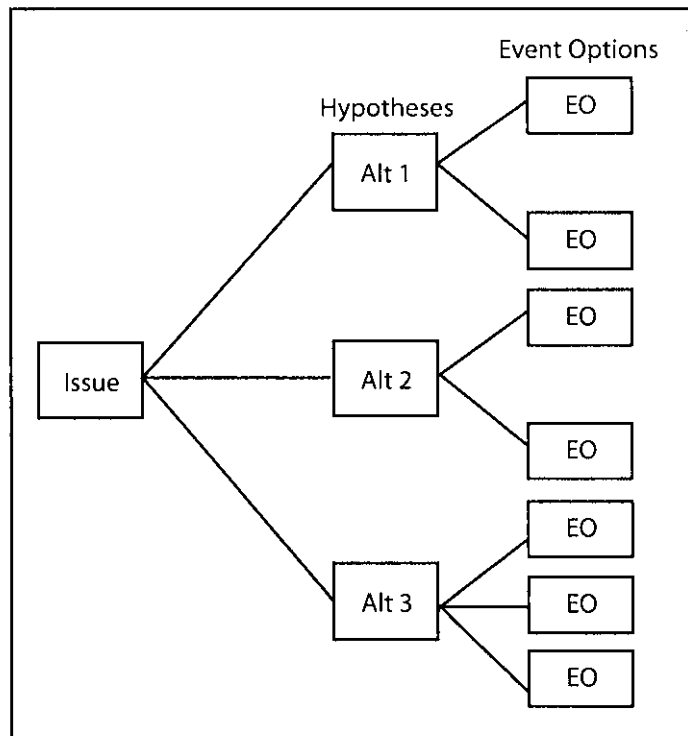 Event Options
EO
Hypotheses
Alt 1
EO
EO
Issue
Alt 2
EO
EO
Alt 3
EO
EO